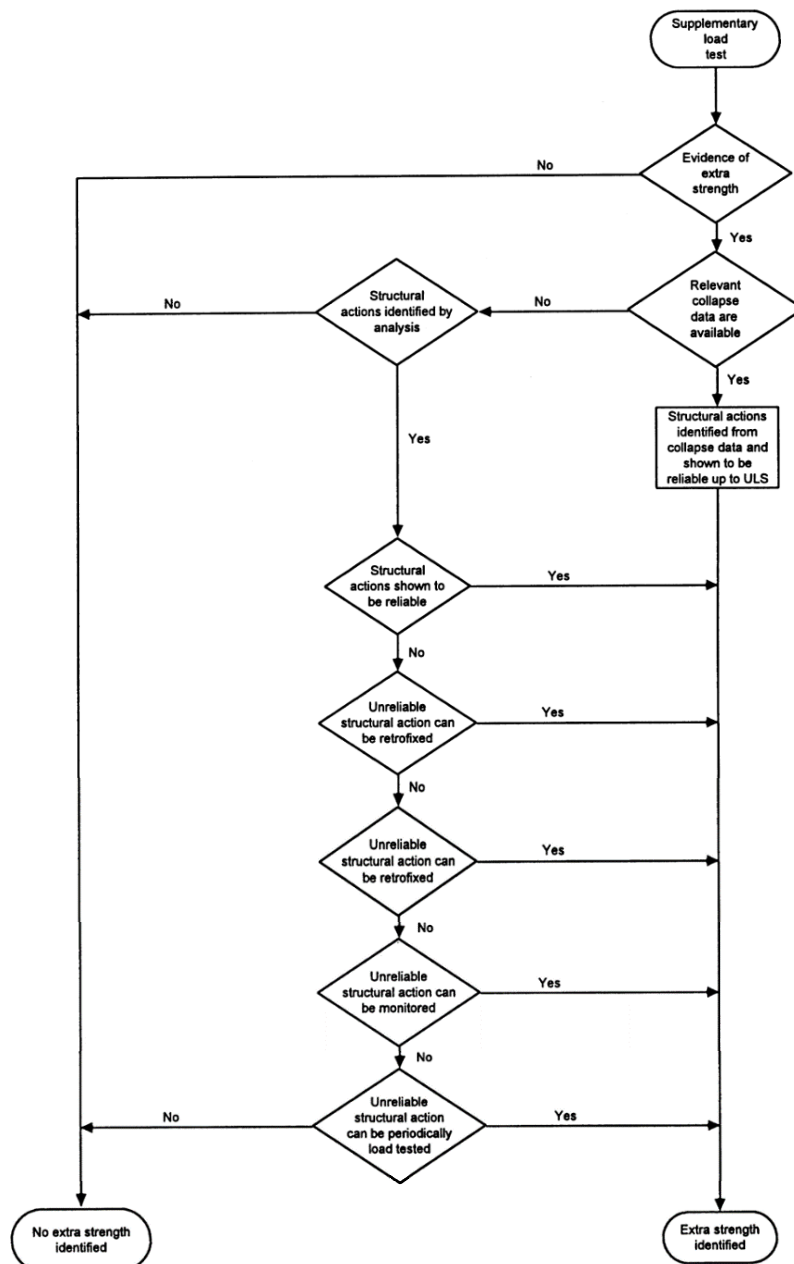 Supplementary
load
test
Evidence of
extra
strength
No
Yes
Relevant
collapse
data are
available
No
Structural
actions identified by
analysis
No
Yes
Structural actions
identified from
collapse data and
shown to be
reliable up to ULS
Yes
Structural
actions shown to
be reliable
Yes
No
Unreliable
structural action can
be retrofixed
Yes
No
Unreliable
structural action can
be retrofixed
Yes
No
Unreliable
structural action can
be monitored
Yes
No
Unreliable
structural action
can be periodically
load tested
No
Yes
No extra strength
identified
Extra strength
identified